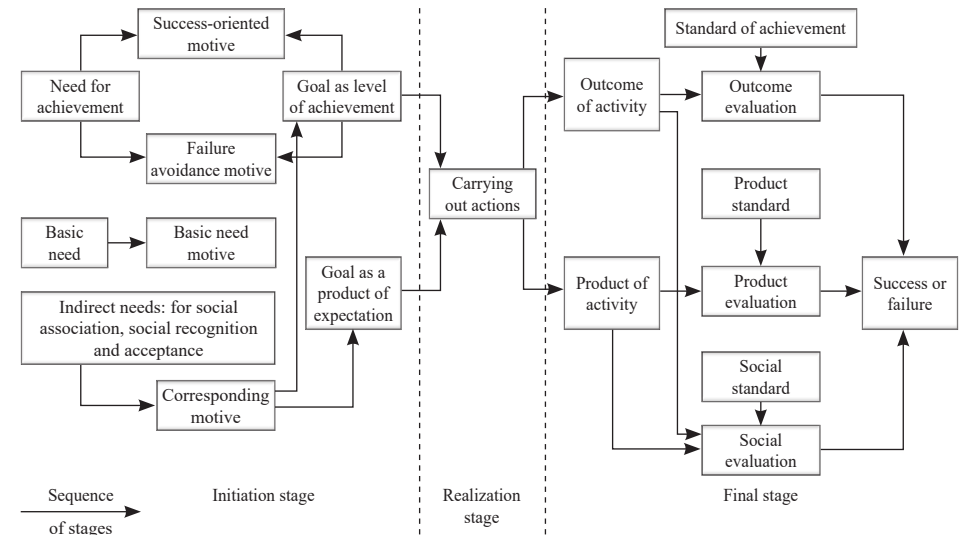 Success-oriented
motive
Need for
achievement
Goal as level
of achievement
Failure
avoidance motive
Basic
need
Basic need
motive
Goal as a
product of
expectation
Indirect needs: for social
association, social recognition
and acceptance
Corresponding
motive
Carrying
out actions
Standard of achievement
Outcome
of activity
Outcome
evaluation
Product
standard
Product of
activity
Product
evaluation
Success or
failure
Social
standard
Social
evaluation
Sequence
of stages
Initiation stage
Realization
stage
Final stage